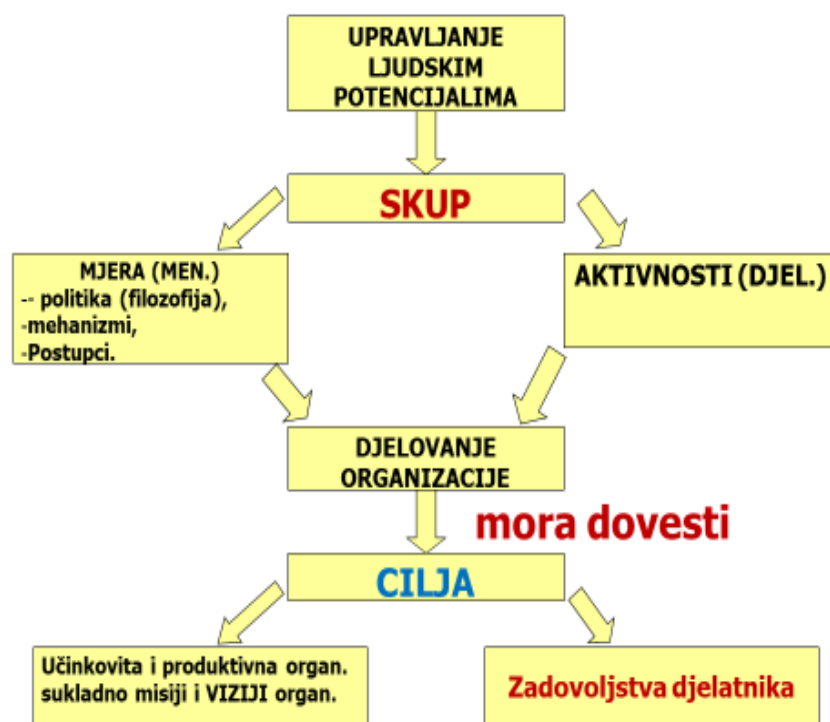 UPRAVLJANJE
LJUDSKIM
POTENCIJALIMA
SKUP
MJERA (MEN.)
-- politika (filozofija),
-mehanizmi,
-Postupci.
AKTIVNOSTI (DJEL.)
DJELOVANJE
ORGANIZACIJE
mora dovesti
CILJA
Učinkovita i produktivna organ.
sukladno misiji i VIZIJI organ.
Zadovoljstva djelatnika